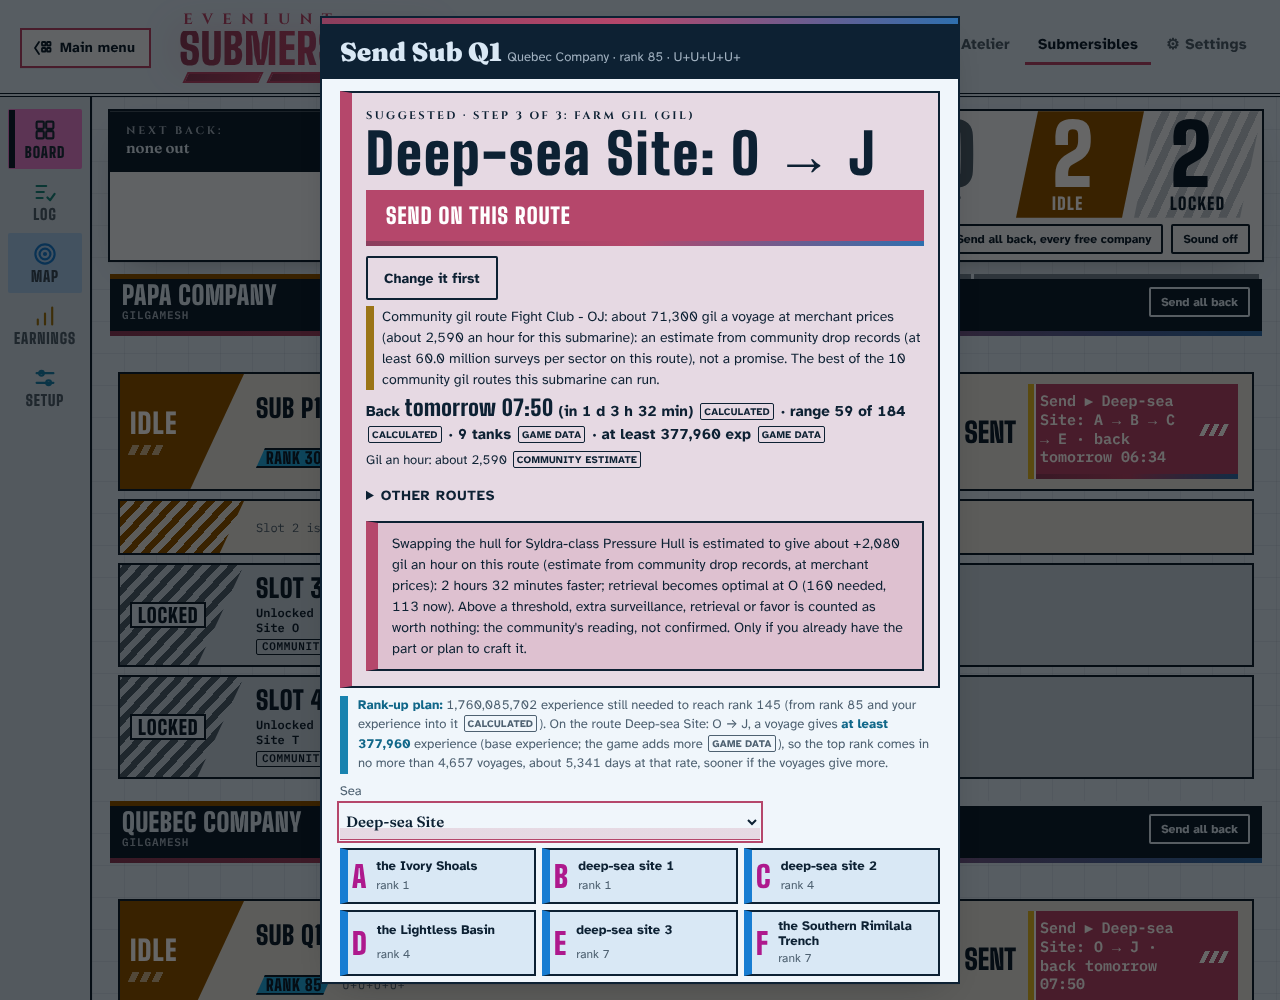 Main menu
EVENIUNT
SUBMERS
Atelier
Submersibles
Settings
BOARD
LOG
MAP
EARNINGS
SETUP
NEXT BACK:
none out
2
IDLE
2
LOCKED
Send all back, every free company
Sound off
PAPA COMPANY
GILGAMESH
Send all back
IDLE
SUB P1
RANK 30
SENT
Send ▶ Deep-sea
Site: A → B → C
→ E · back
tomorrow 06:34
Slot 2 is
LOCKED
SLOT 3
Unlocked
Site O
COMMUNIT
LOCKED
SLOT 4
Unlocked
Site T
COMMUNIT
QUEBEC COMPANY
GILGAMESH
Send all back
IDLE
SUB Q1
RANK 85
U+U+U+U+
SENT
Send ▶ Deep-sea
Site: O → J ·
back tomorrow
07:50
Send Sub Q1 Quebec Company · rank 85 · U+U+U+U+
SUGGESTED · STEP 3 OF 3: FARM GIL (GIL)
Deep-sea Site: O → J
SEND ON THIS ROUTE
Change it first
Community gil route Fight Club - OJ: about 71,300 gil a voyage at merchant prices
(about 2,590 an hour for this submarine): an estimate from community drop records (at
least 60.0 million surveys per sector on this route), not a promise. The best of the 10
community gil routes this submarine can run.
Back tomorrow 07:50 (in 1 d 3 h 32 min) CALCULATED · range 59 of 184
CALCULATED · 9 tanks GAME DATA · at least 377,960 exp GAME DATA
Gil an hour: about 2,590 COMMUNITY ESTIMATE
▶ OTHER ROUTES
Swapping the hull for Syldra-class Pressure Hull is estimated to give about +2,080
gil an hour on this route (estimate from community drop records, at merchant
prices): 2 hours 32 minutes faster; retrieval becomes optimal at O (160 needed,
113 now). Above a threshold, extra surveillance, retrieval or favor is counted as
worth nothing: the community's reading, not confirmed. Only if you already have the
part or plan to craft it.
Rank-up plan: 1,760,085,702 experience still needed to reach rank 145 (from rank 85 and your
experience into it CALCULATED). On the route Deep-sea Site: O → J, a voyage gives at least
377,960 experience (base experience; the game adds more GAME DATA), so the top rank comes in
no more than 4,657 voyages, about 5,341 days at that rate, sooner if the voyages give more.
Sea
Deep-sea Site
A the Ivory Shoals
rank 1
B deep-sea site 1
rank 1
C deep-sea site 2
rank 4
D the Lightless Basin
rank 4
E deep-sea site 3
rank 7
F the Southern Rimilala
Trench
rank 7